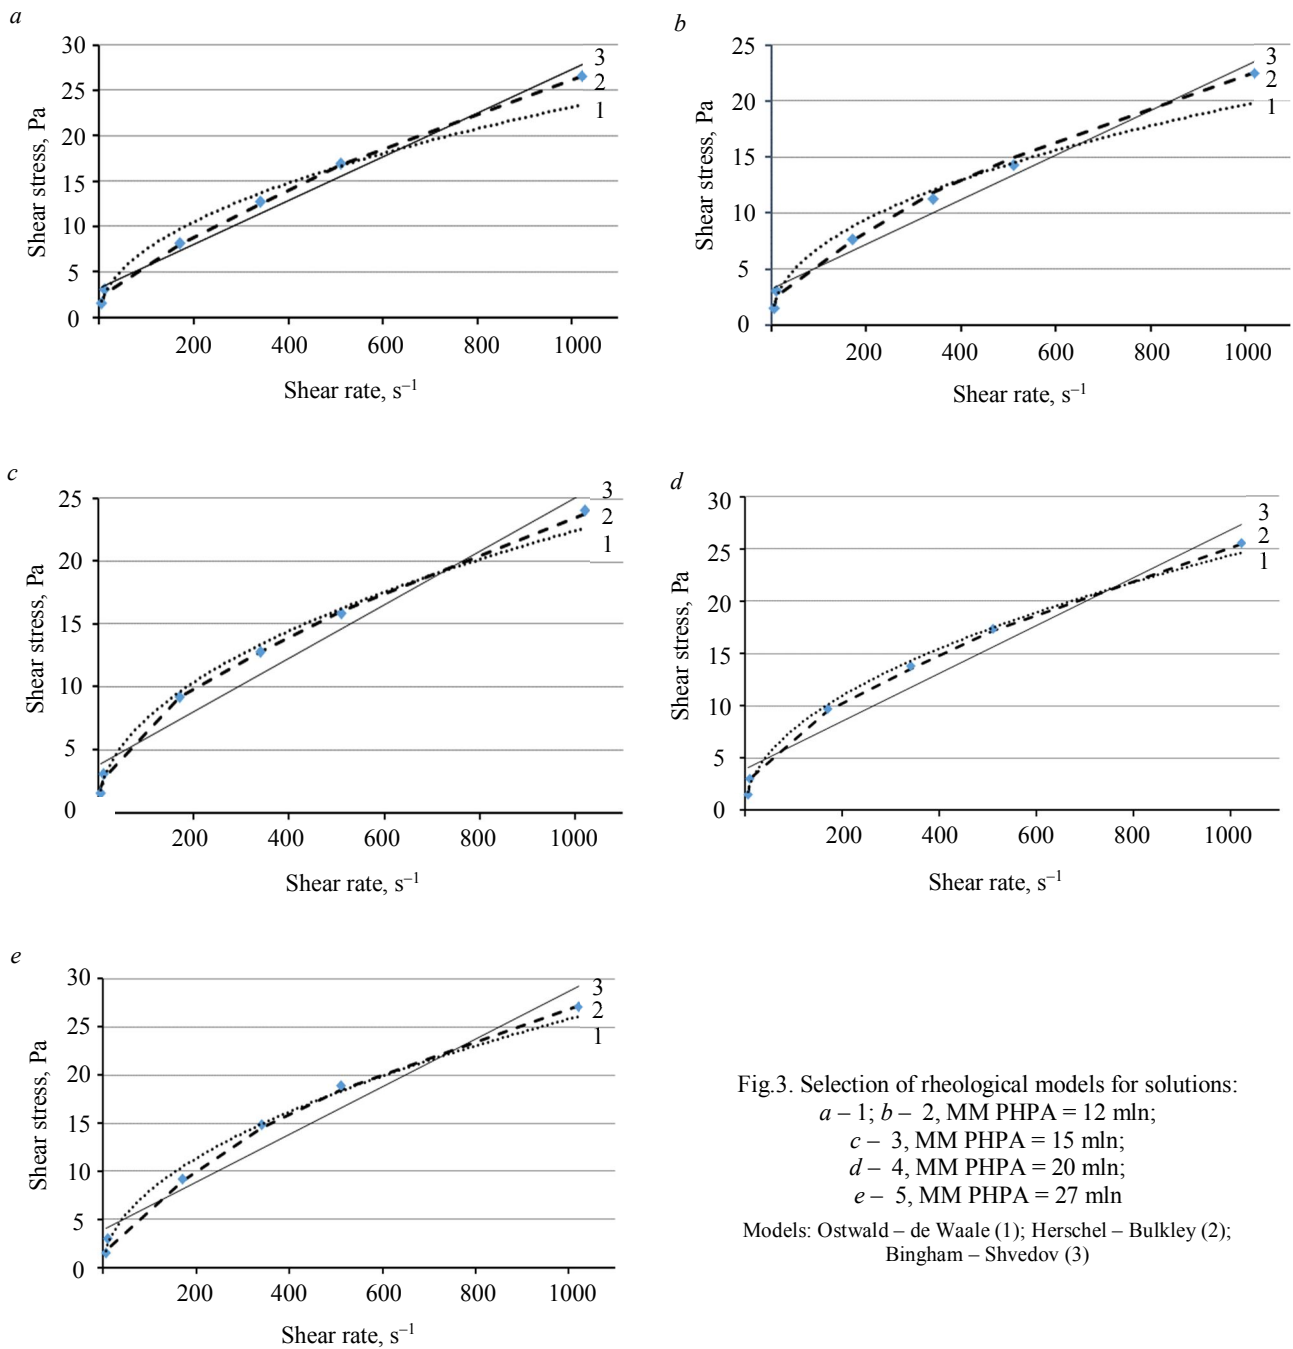 a
30
25
20
15
10
5
0
Shear stress, Pa
3
2
1
200 400 600 800 1000
Shear rate, s⁻¹
b
25
20
15
10
5
0
Shear stress, Pa
3
2
1
200 400 600 800 1000
Shear rate, s⁻¹
c
25
20
15
10
5
0
Shear stress, Pa
3
2
1
200 400 600 800 1000
Shear rate, s⁻¹
d
30
25
20
15
10
5
0
Shear stress, Pa
3
2
1
200 400 600 800 1000
Shear rate, s⁻¹
e
30
25
20
15
10
5
0
Shear stress, Pa
3
2
1
200 400 600 800 1000
Shear rate, s⁻¹
Fig.3. Selection of rheological models for solutions:
a – 1; b – 2, MM PHPA = 12 mln;
c – 3, MM PHPA = 15 mln;
d – 4, MM PHPA = 20 mln;
e – 5, MM PHPA = 27 mln
Models: Ostwald – de Waale (1); Herschel – Bulkley (2);
Bingham – Shvedov (3)